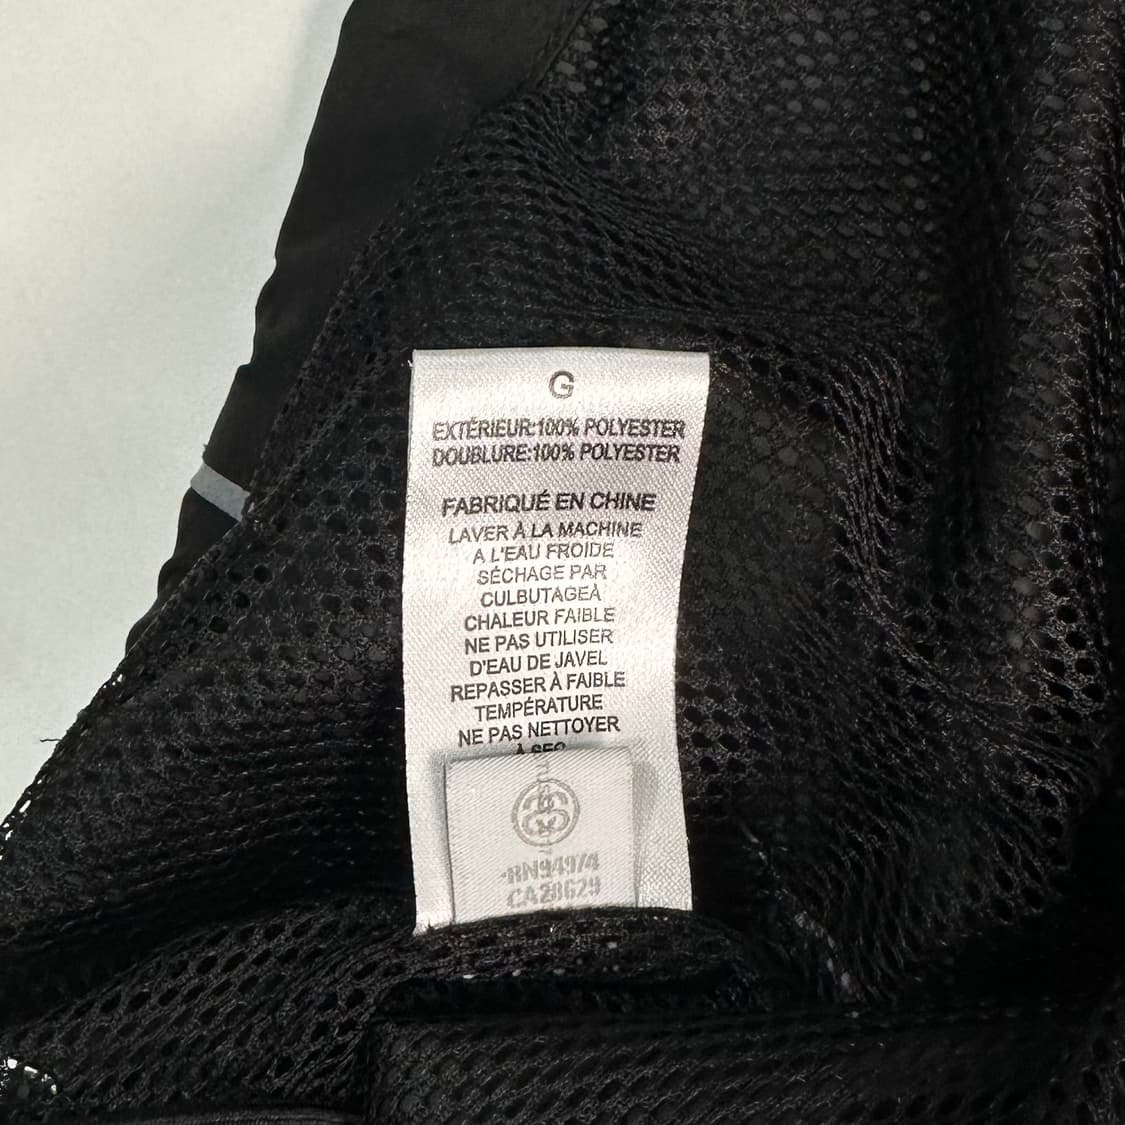 G
EXTÉRIEUR:100% POLYESTER
DOUBLURE:100% POLYESTER
FABRIQUÉ EN CHINE
LAVER À LA MACHINE
A L'EAU FROIDE
SÉCHAGE PAR
CULBUTAGEÀ
CHALEUR FAIBLE
NE PAS UTILISER
D'EAU DE JAVEL
REPASSER À FAIBLE
TEMPÉRATURE
NE PAS NETTOYER
À SEC
RN94974
CA28629